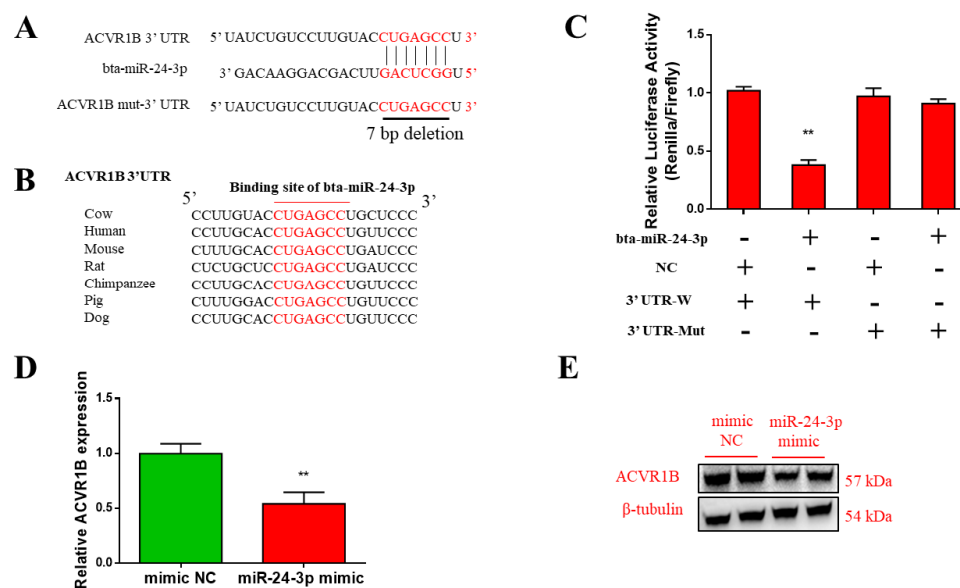 A
ACVR1B 3’ UTR 5’ UAUCUGUCCUUGUACCUGAGCCU 3’
bta-miR-24-3p 3’ GACAAGGACGACUUGACUCGGU 5’
ACVR1B mut-3’ UTR 5’ UAUCUGUCCUUGUACCUGAGCCU 3’
7 bp deletion
B
ACVR1B 3’UTR
Binding site of bta-miR-24-3p
5’ 3’
Cow CCUUGUACCUGAGCCUGCUCCC
Human CCUUGCACCUGAGCCUGUUCCC
Mouse CUUUGCACCUGAGCCUGAUCCC
Rat CUCUGCUCCUGAGCCUGAUCCC
Chimpanzee CCUUGCACCUGAGCCUGUUCCC
Pig CUUUGGACCUGAGCCUGUUCCC
Dog CCUUGCACCUGAGCCUGUUCCC
C
Relative Luciferase Activity
(Renilla/Firefly)
1.0
0.5
0.0
**
bta-miR-24-3p - + - +
NC + - + -
3’ UTR-W + + - -
3’ UTR-Mut - - + +
D
Relative ACVR1B expression
1.5
1.0
0.5
0.0
**
mimic NC miR-24-3p mimic
E
mimic NC
miR-24-3p mimic
ACVR1B 57 kDa
β-tubulin 54 kDa